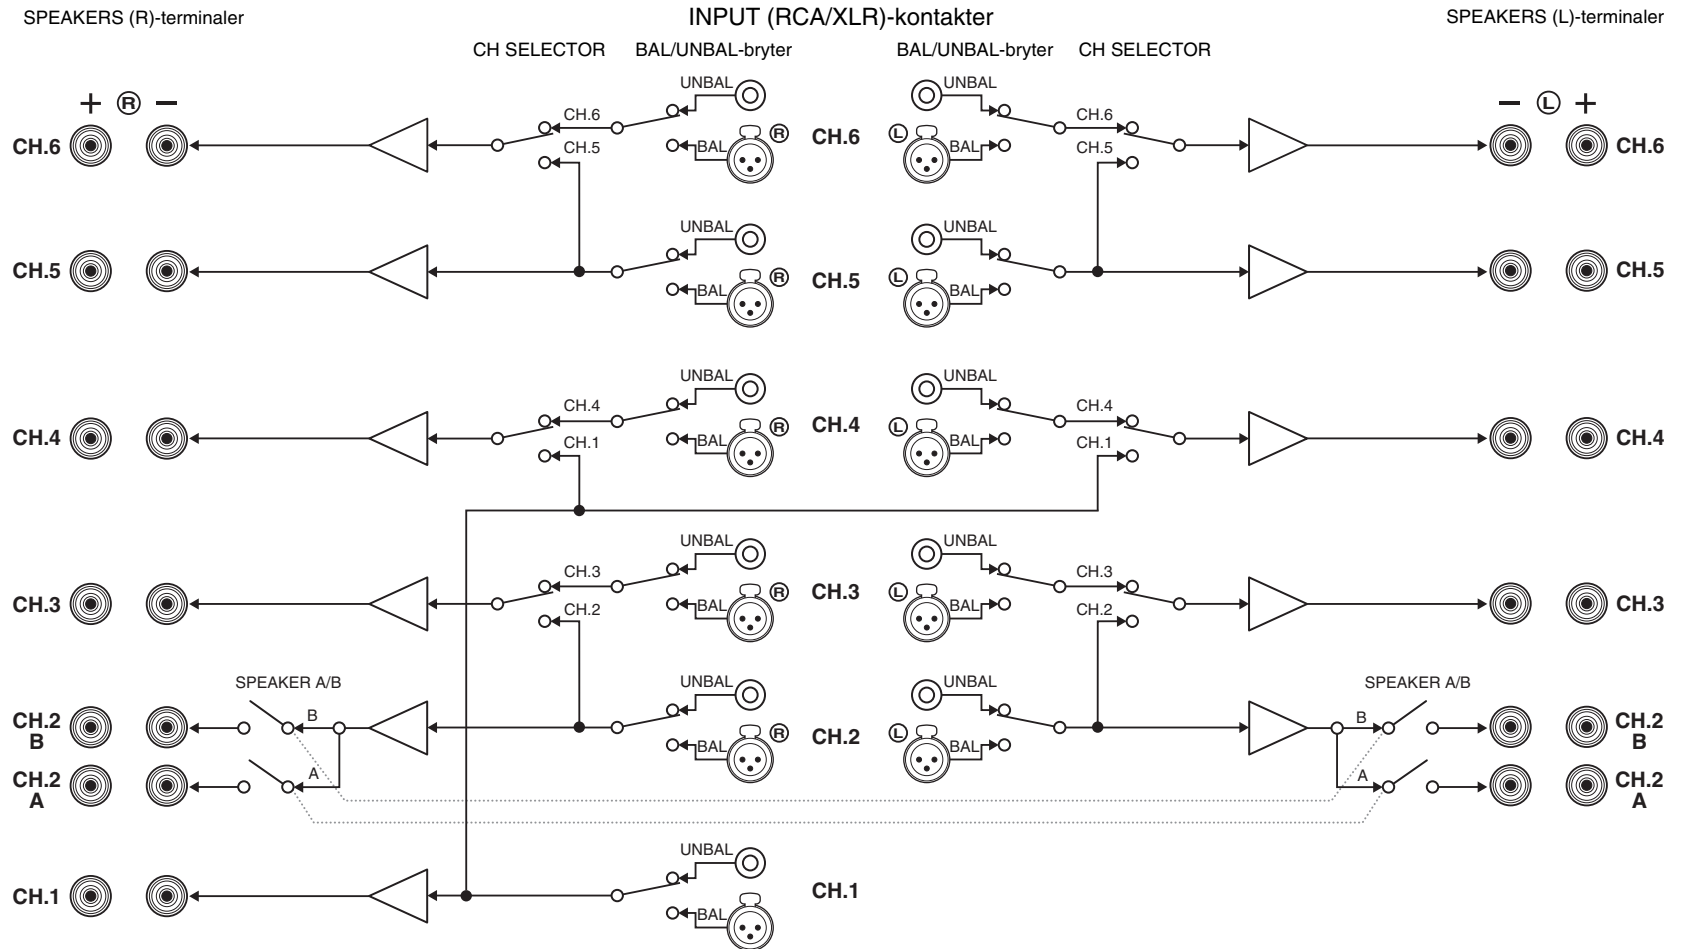 SPEAKERS (R)-terminaler
INPUT (RCA/XLR)-kontakter
SPEAKERS (L)-terminaler
CH SELECTOR
BAL/UNBAL-bryter
BAL/UNBAL-bryter
CH SELECTOR
+ R −
− L +
CH.6
CH.6
CH.5
UNBAL
BAL
R
CH.6
L
UNBAL
BAL
CH.6
CH.5
CH.6
CH.5
UNBAL
BAL
R
CH.5
L
UNBAL
BAL
CH.5
CH.4
CH.4
CH.1
UNBAL
BAL
R
CH.4
L
UNBAL
BAL
CH.4
CH.1
CH.4
CH.3
CH.3
CH.2
UNBAL
BAL
R
CH.3
L
UNBAL
BAL
CH.3
CH.2
CH.3
SPEAKER A/B
SPEAKER A/B
CH.2
B
B
UNBAL
BAL
R
CH.2
L
UNBAL
BAL
B
CH.2
B
CH.2
A
A
A
CH.2
A
CH.1
UNBAL
BAL
CH.1